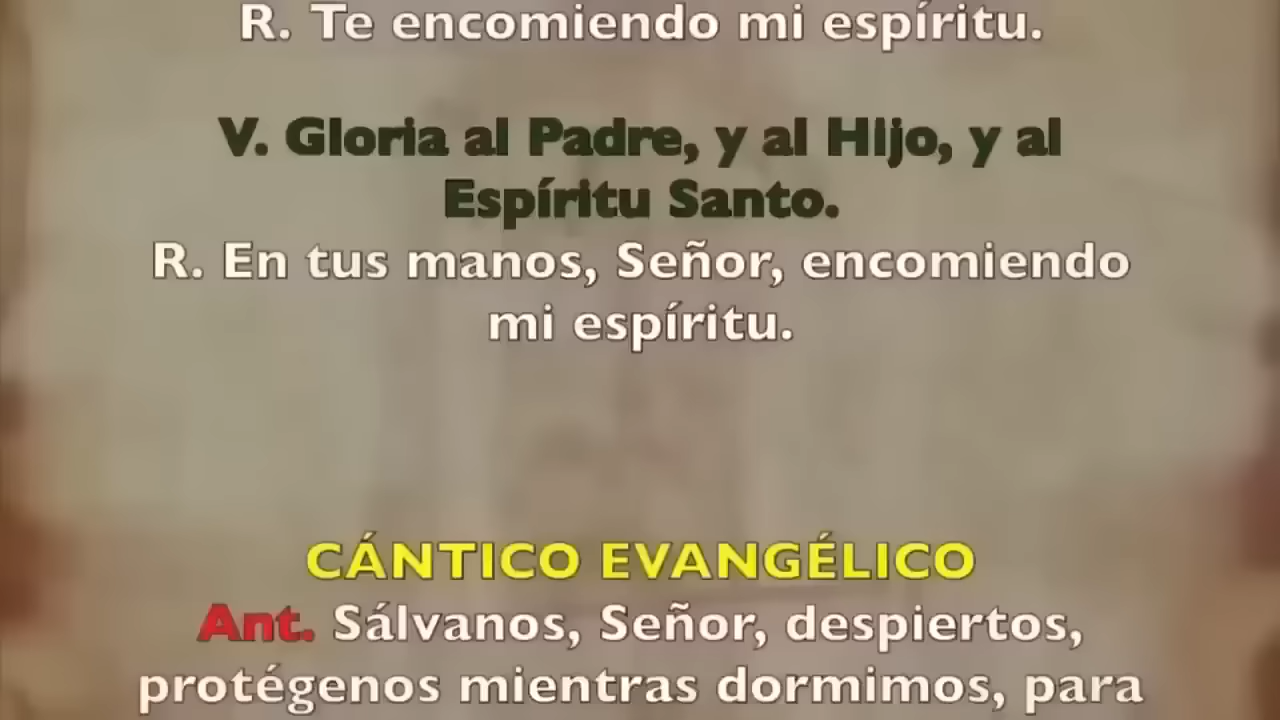 R. Te encomiendo mi espíritu.
V. Gloria al Padre, y al Hijo, y al
Espíritu Santo.
R. En tus manos, Señor, encomiendo
mi espíritu.
CÁNTICO EVANGÉLICO
Ant. Sálvanos, Señor, despiertos,
protégenos mientras dormimos, para